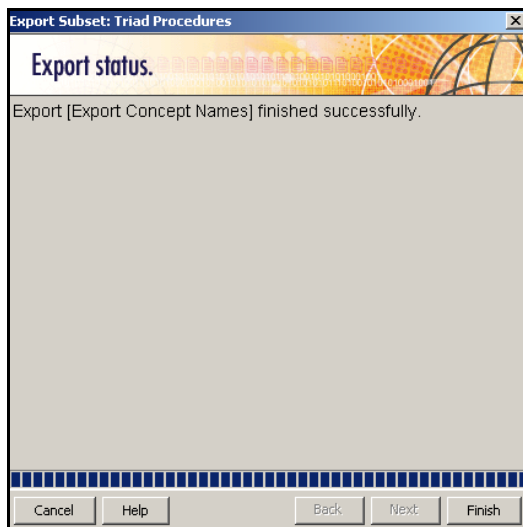 Export Subset: Triad Procedures
Export status.
Export [Export Concept Names] finished successfully.
Cancel Help Back Next Finish